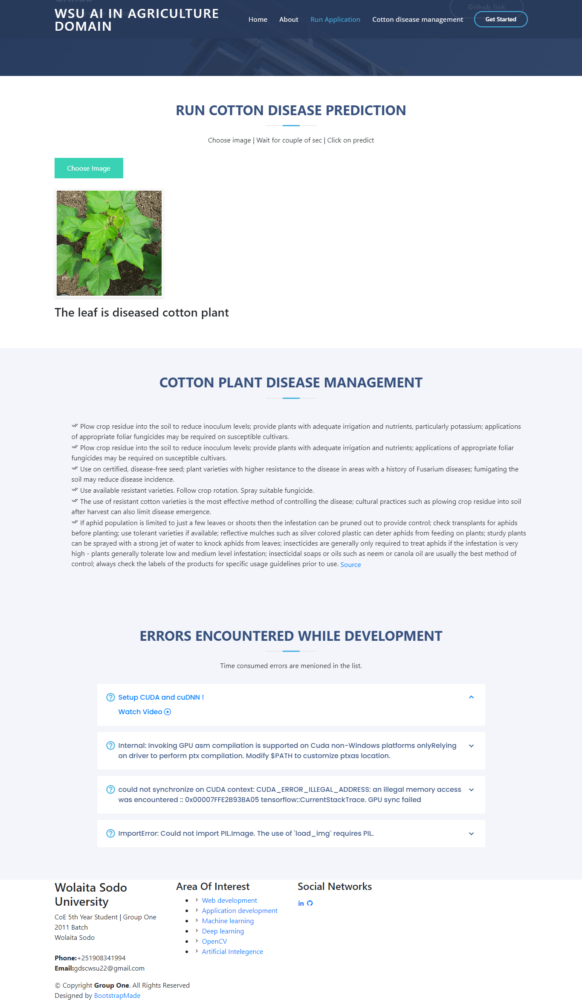 Github
Github link
WSU AI IN AGRICULTURE
DOMAIN
Home
About
Run Application
Cotton disease management
Get Started
RUN COTTON DISEASE PREDICTION
Choose image | Wait for couple of sec | Click on predict
Choose Image
The leaf is diseased cotton plant
COTTON PLANT DISEASE MANAGEMENT
Plow crop residue into the soil to reduce inoculum levels; provide plants with adequate irrigation and nutrients, particularly potassium; applications
of appropriate foliar fungicides may be required on susceptible cultivars.
Plow crop residue into the soil to reduce inoculum levels; provide plants with adequate irrigation and nutrients; applications of appropriate foliar
fungicides may be required on susceptible cultivars.
Use on certified, disease-free seed; plant varieties with higher resistance to the disease in areas with a history of Fusarium diseases; fumigating the
soil may reduce disease incidence.
Use available resistant varieties. Follow crop rotation. Spray suitable fungicide.
The use of resistant cotton varieties is the most effective method of controlling the disease; cultural practices such as plowing crop residue into soil
after harvest can also limit disease emergence.
If aphid population is limited to just a few leaves or shoots then the infestation can be pruned out to provide control; check transplants for aphids
before planting; use tolerant varieties if available; reflective mulches such as silver colored plastic can deter aphids from feeding on plants; sturdy plants
can be sprayed with a strong jet of water to knock aphids from leaves; insecticides are generally only required to treat aphids if the infestation is very
high - plants generally tolerate low and medium level infestation; insecticidal soaps or oils such as neem or canola oil are usually the best method of
control; always check the labels of the products for specific usage guidelines prior to use. Source
ERRORS ENCOUNTERED WHILE DEVELOPMENT
Time consumed errors are menioned in the list.
Setup CUDA and cuDNN !
Watch Video
Internal: Invoking GPU asm compilation is supported on Cuda non-Windows platforms onlyRelying
on driver to perform ptx compilation. Modify $PATH to customize ptxas location.
could not synchronize on CUDA context: CUDA_ERROR_ILLEGAL_ADDRESS: an illegal memory access
was encountered :: 0x00007FFE2B93BA05 tensorflow::CurrentStackTrace. GPU sync failed
ImportError: Could not import PIL.Image. The use of `load_img` requires PIL.
Wolaita Sodo
University
CoE 5th Year Student | Group One
2011 Batch
Wolaita Sodo
Phone:+251908341994
Email:gdscwsu22@gmail.com
Area Of Interest
Web development
Application development
Machine learning
Deep learning
OpenCV
Artificial Intelegence
Social Networks
© Copyright Group One. All Rights Reserved
Designed by BootstrapMade